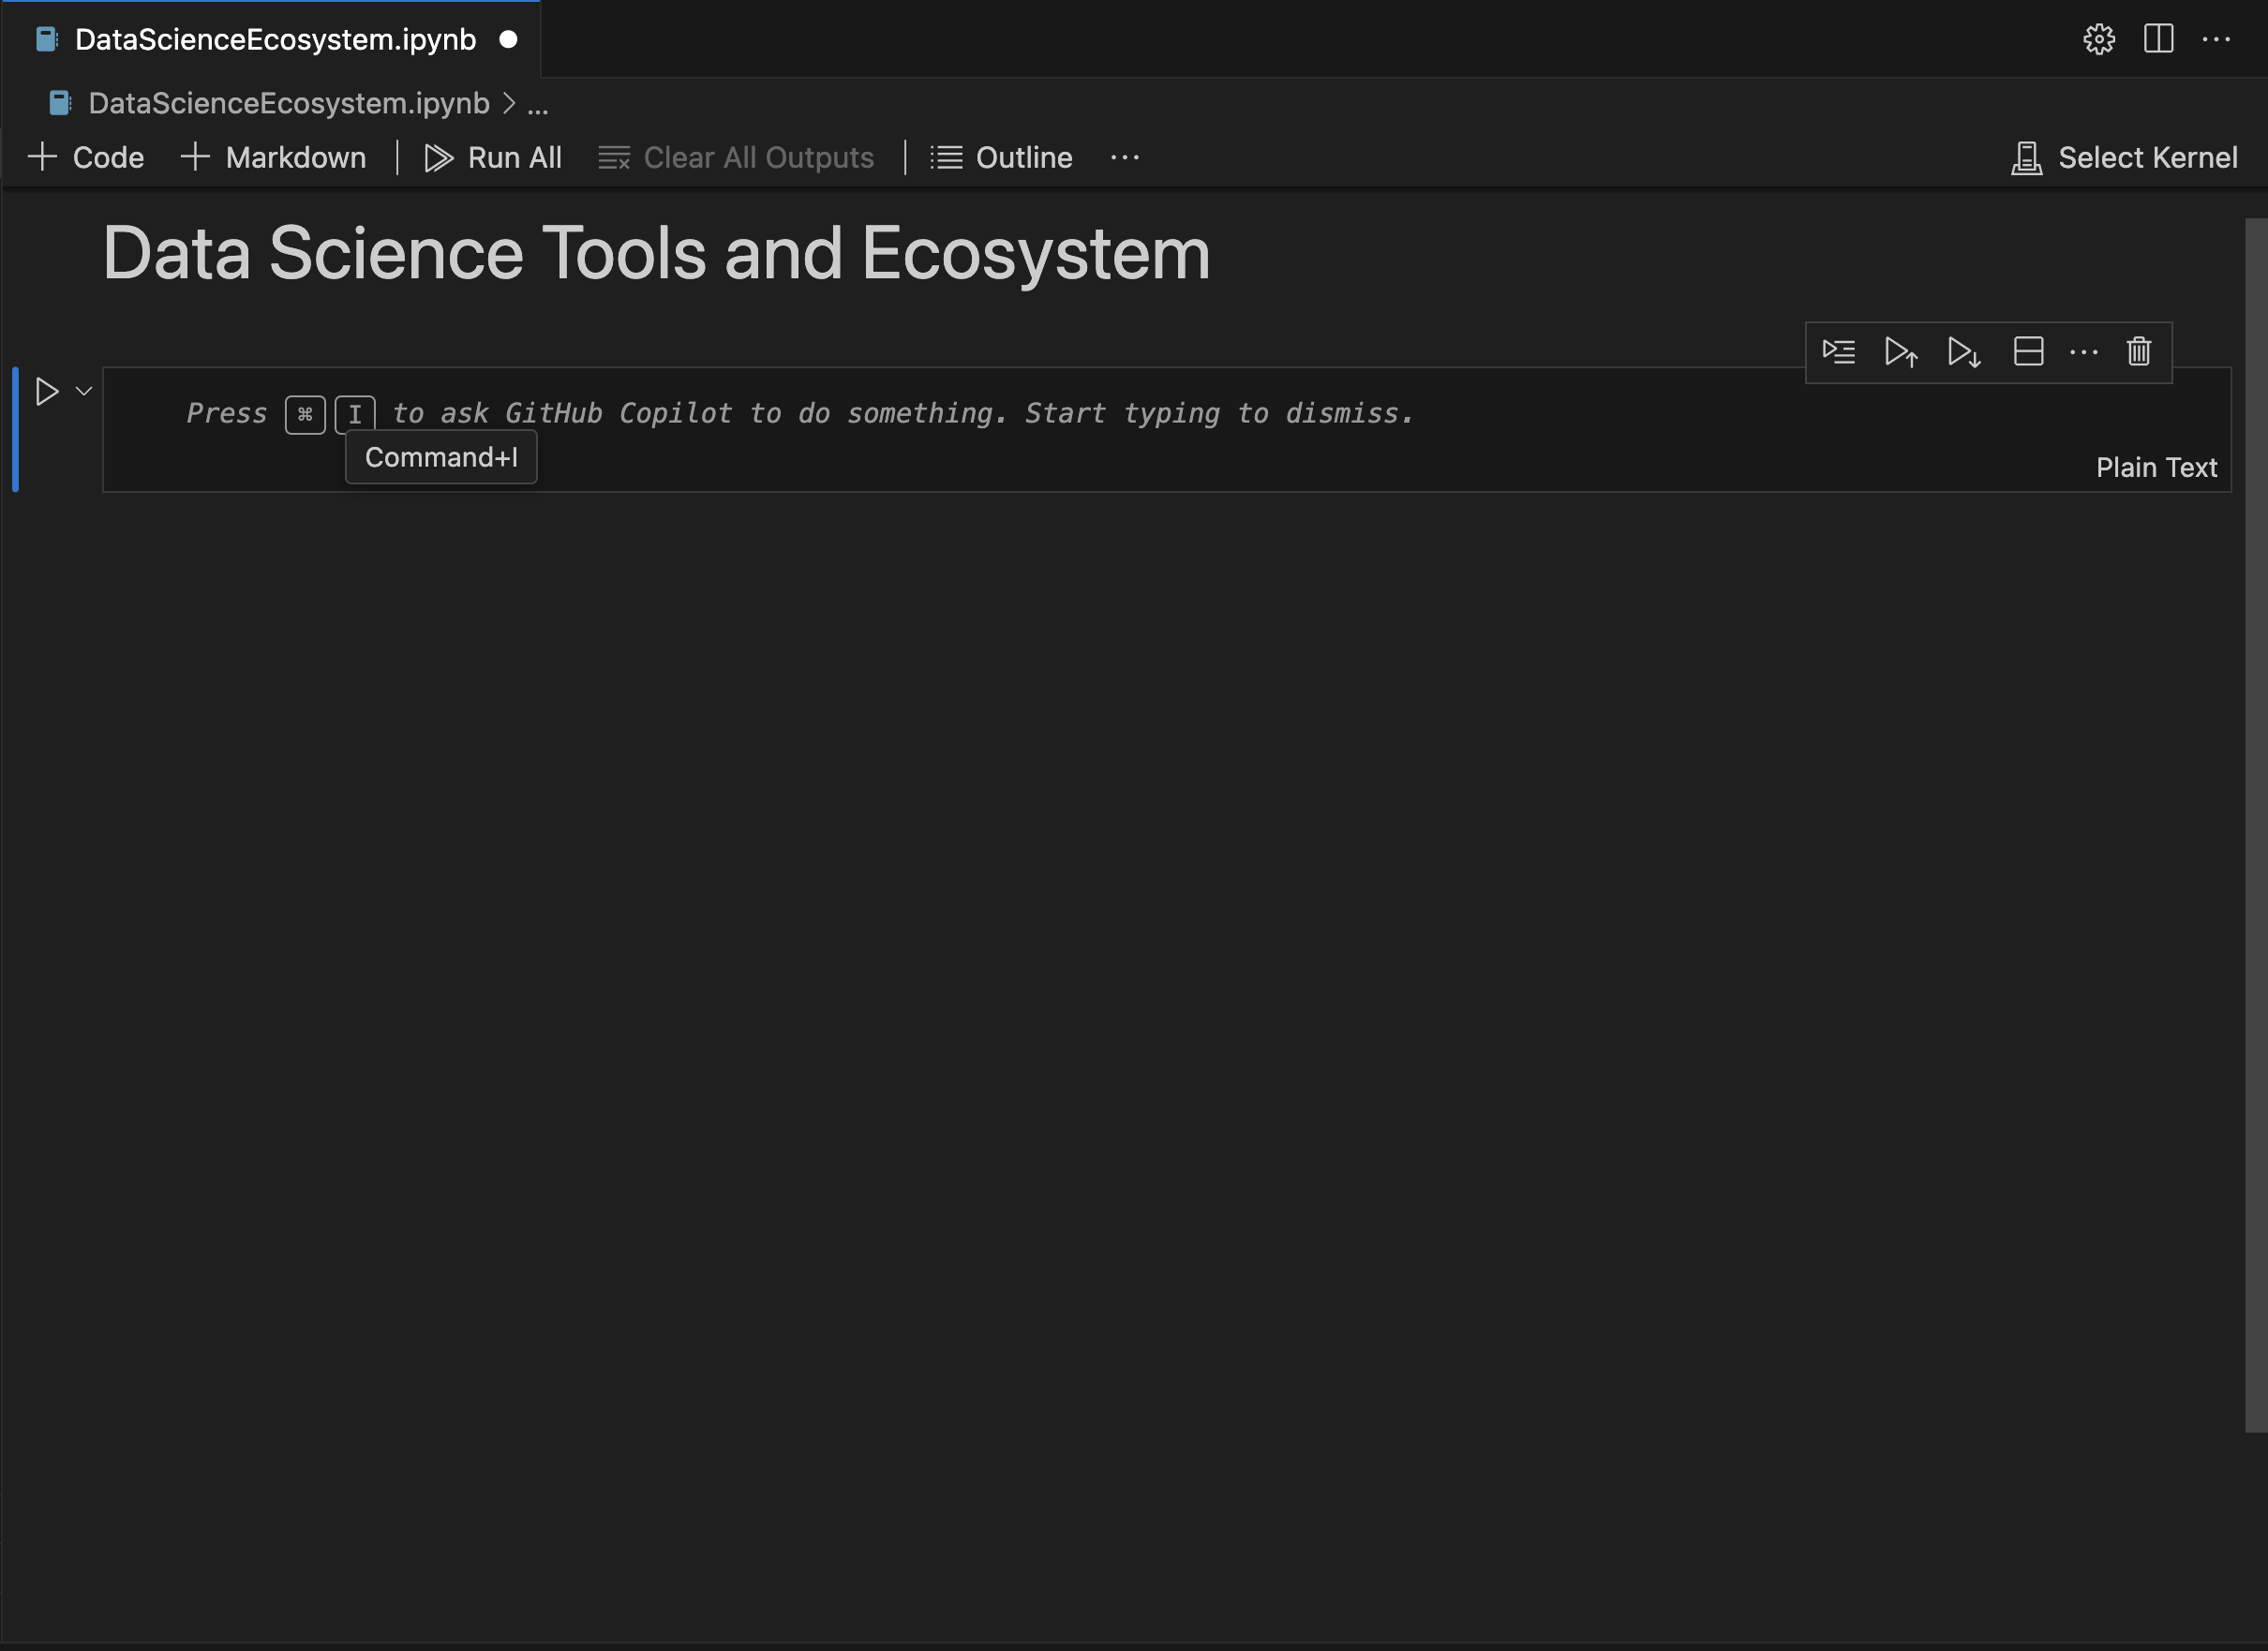 DataScienceEcosystem.ipynb
DataScienceEcosystem.ipynb > ...
Code Markdown Run All Clear All Outputs Outline ... Select Kernel
Data Science Tools and Ecosystem
Press ⌘ I to ask GitHub Copilot to do something. Start typing to dismiss.
Command+I
Plain Text